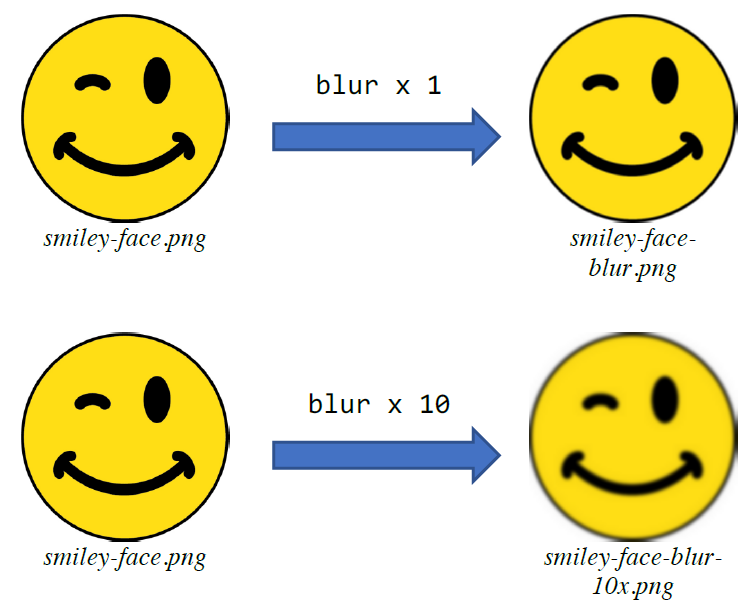 blur x 1
smiley-face.png
smiley-face-
blur.png
blur x 10
smiley-face.png
smiley-face-blur-
10x.png